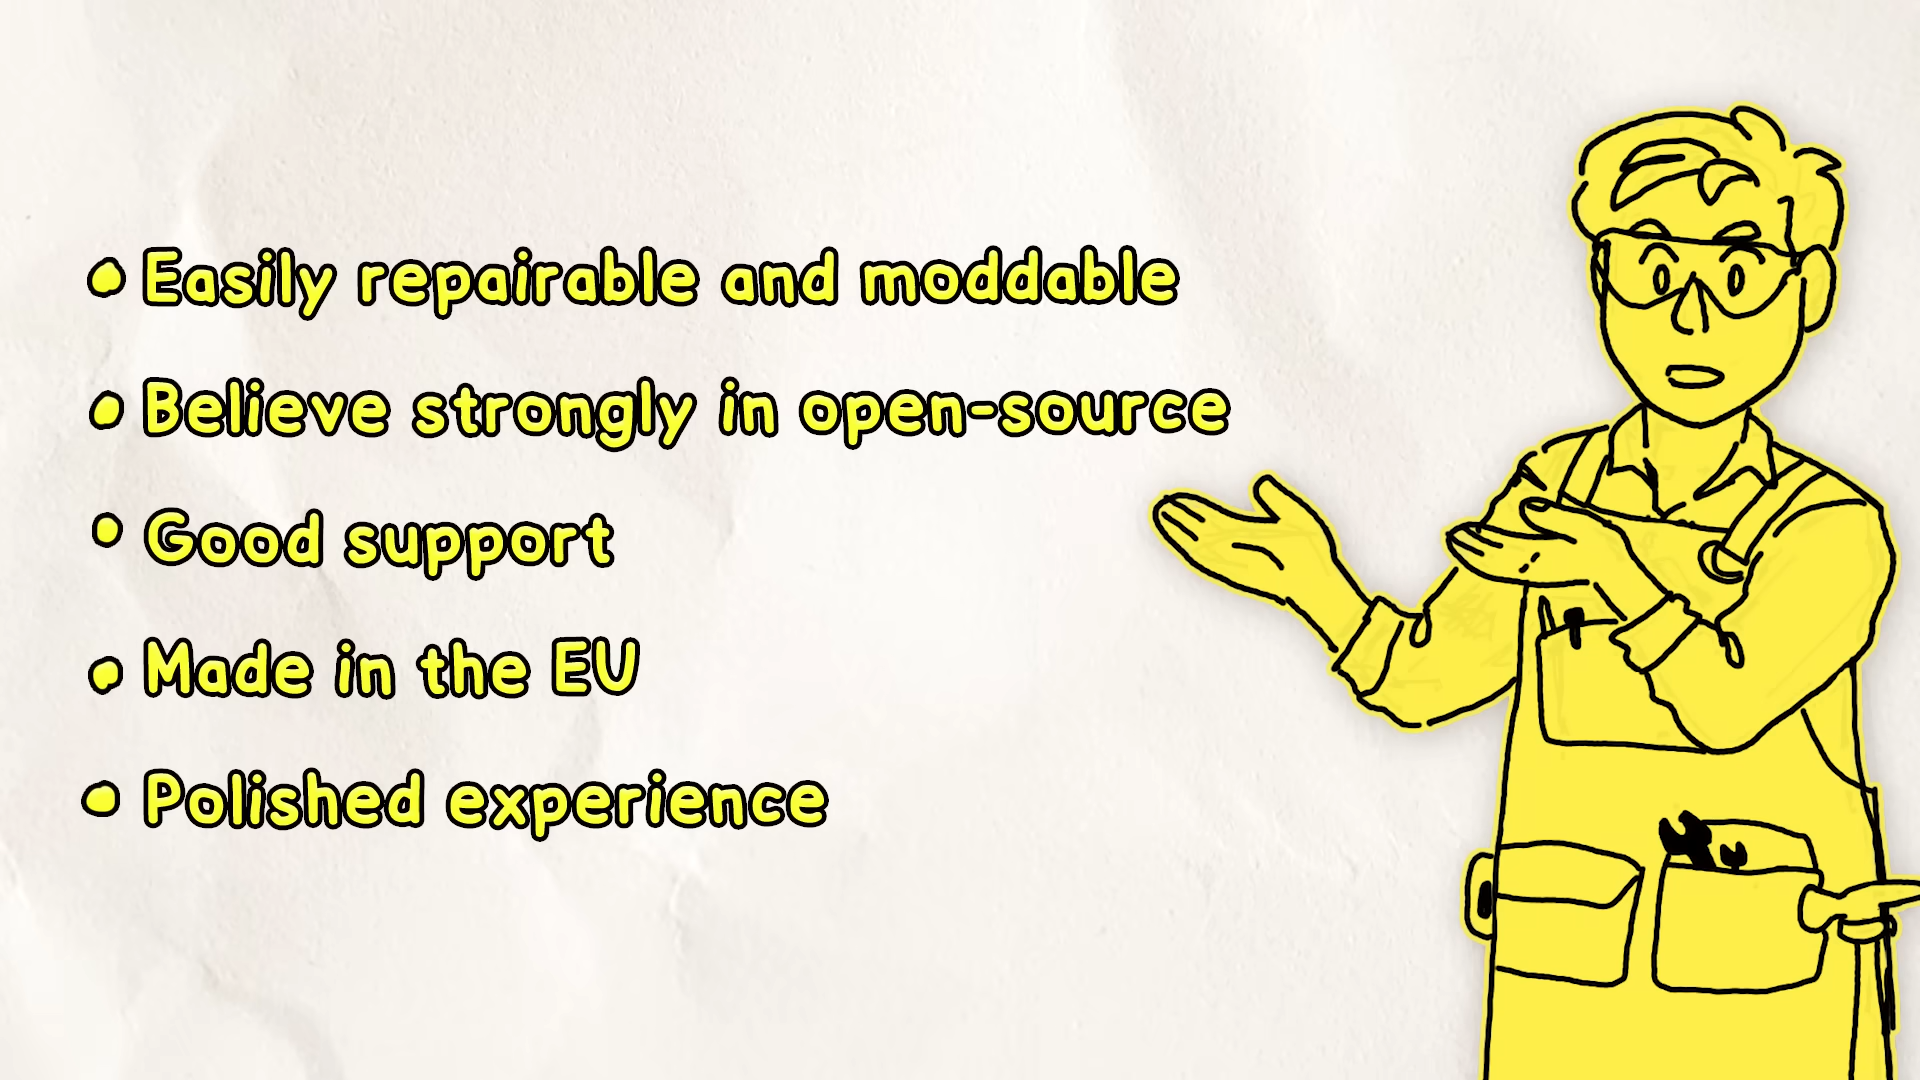 • Easily repairable and moddable
• Believe strongly in open-source
• Good support
• Made in the EU
• Polished experience